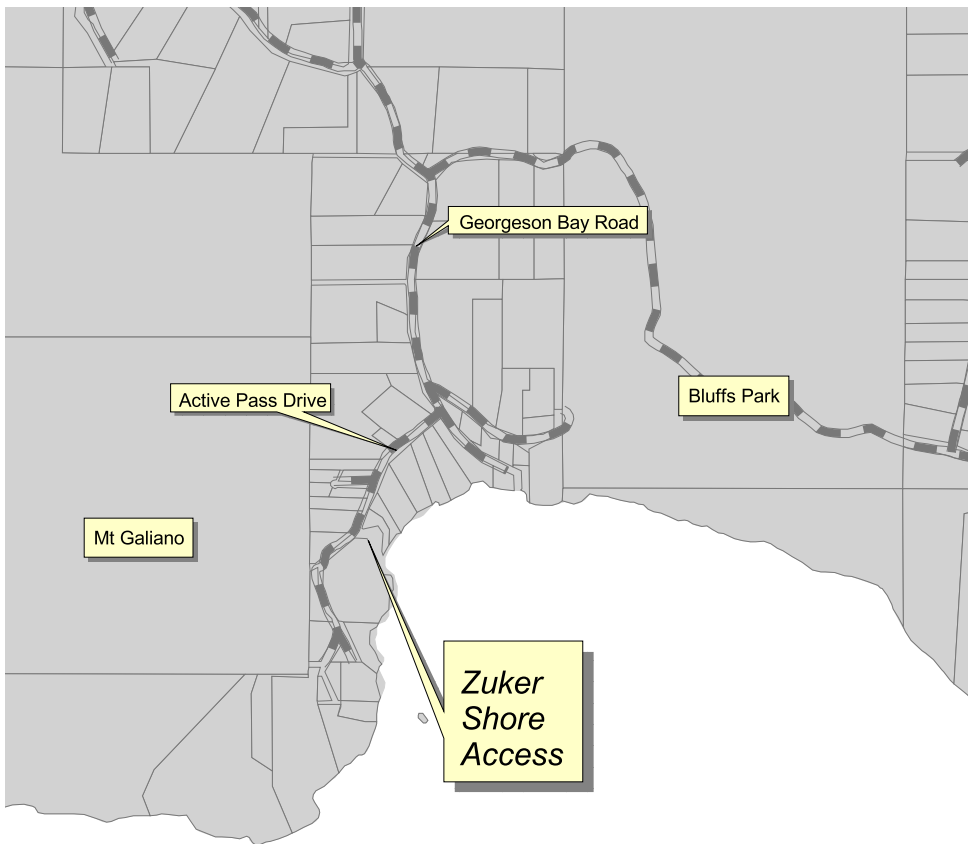 Georgeson Bay Road
Bluffs Park
Active Pass Drive
Mt Galiano
Zuker
Shore
Access